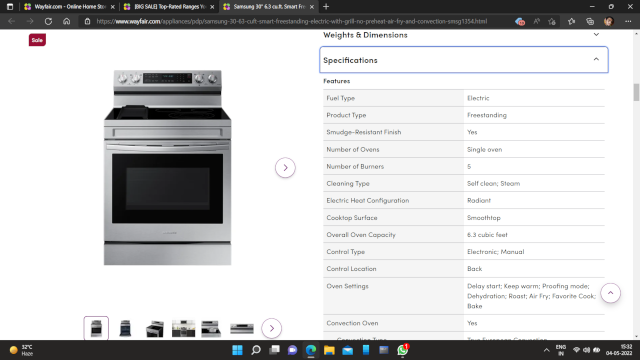 Wayfair.com - Online Home Store
[BIG SALE] Top-Rated Ranges Yo
Samsung 30" 6.3 cu.ft. Smart Fre
https://www.wayfair.com/appliances/pdp/samsung-30-63-cuft-smart-freestanding-electric-with-grill-no-preheat-air-fry-and-convection-smsg1354.html
Sale
Weights & Dimensions
Specifications
Features
Fuel Type Electric
Product Type Freestanding
Smudge-Resistant Finish Yes
Number of Ovens Single oven
Number of Burners 5
Cleaning Type Self clean; Steam
Electric Heat Configuration Radiant
Cooktop Surface Smoothtop
Overall Oven Capacity 6.3 cubic feet
Control Type Electronic; Manual
Control Location Back
Oven Settings Delay start; Keep warm; Proofing mode;
Dehydration; Roast; Air Fry; Favorite Cook;
Bake
Convection Oven Yes
32°C
Haze
ENG
IN
15:32
04-05-2022